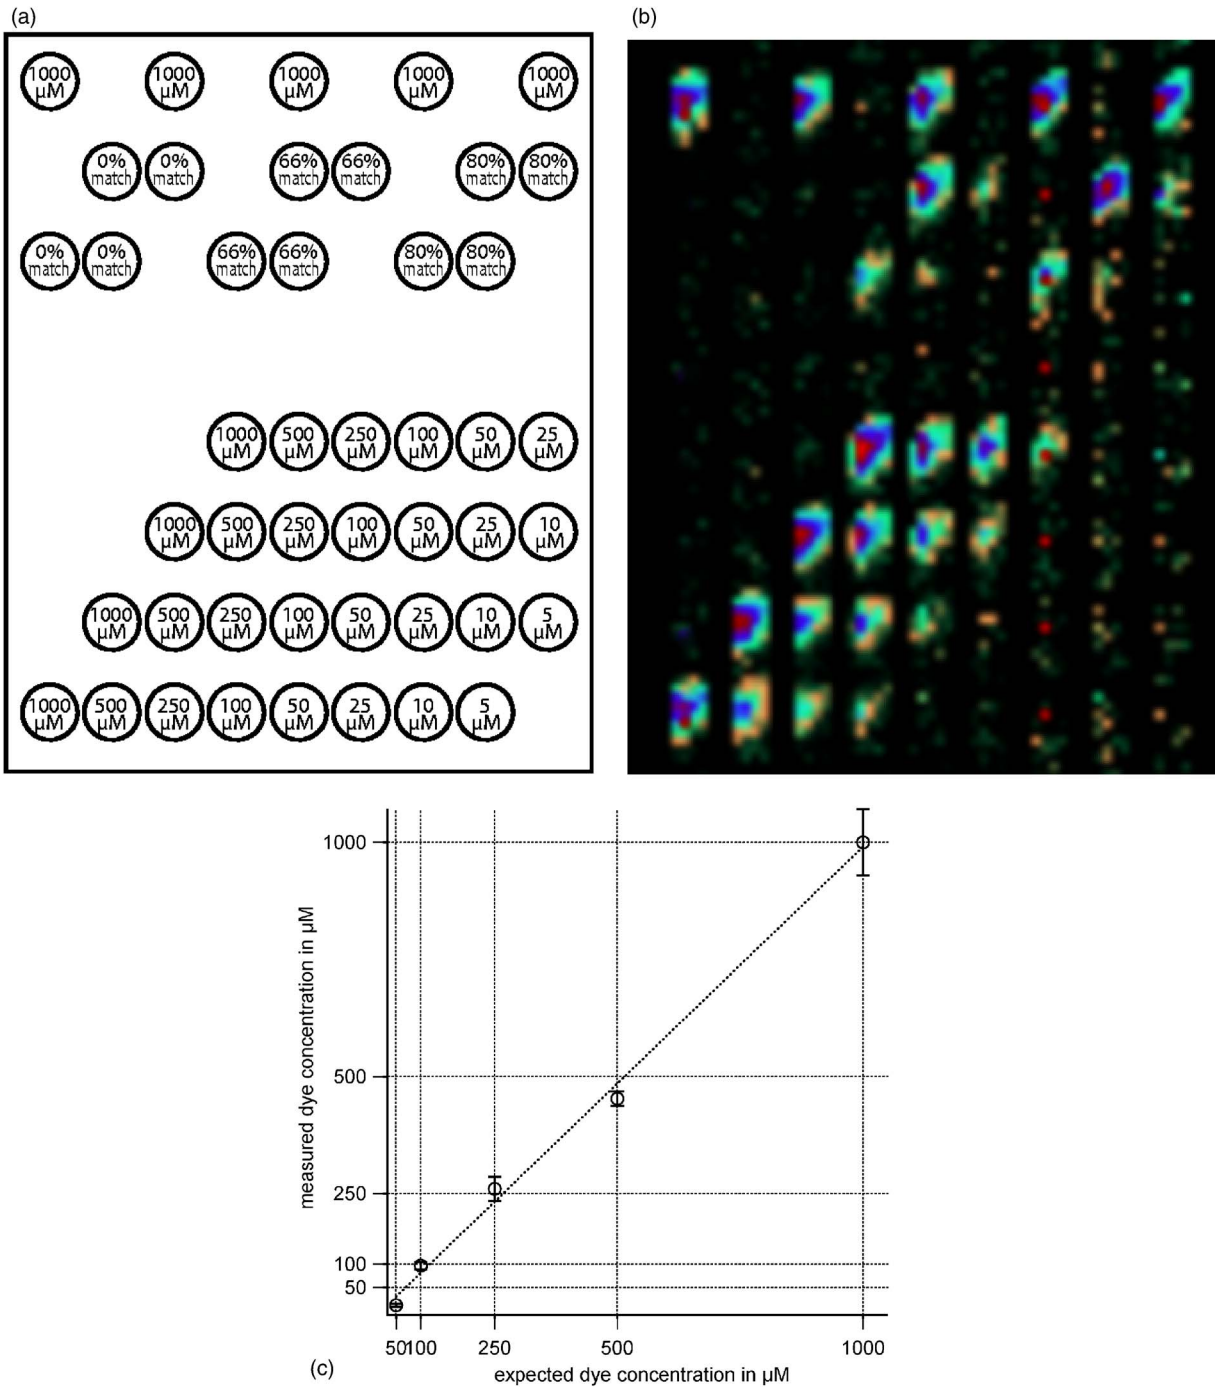 (a)
(b)
1000 1000 1000 1000 1000
µM µM µM µM µM
0% 0% 66% 66% 80% 80%
match match match match match match
0% 0% 66% 66% 80% 80%
match match match match match match
1000 500 250 100 50 25
µM µM µM µM µM µM
1000 500 250 100 50 25 10
µM µM µM µM µM µM µM
1000 500 250 100 50 25 10 5
µM µM µM µM µM µM µM µM
1000 500 250 100 50 25 10 5
µM µM µM µM µM µM µM µM
1000
500
250
100
50
measured dye concentration in µM
50 100 250 500 1000
(c)
expected dye concentration in µM